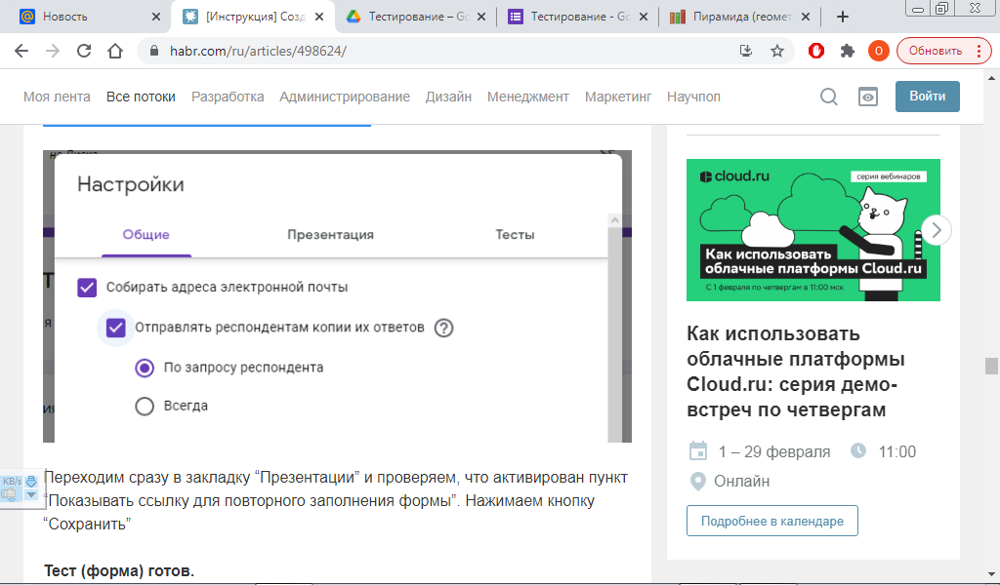 Новость
[Инструкция] Созд
Тестирование – Go
Тестирование - Go
Пирамида (геомет
habr.com/ru/articles/498624/
О
Обновить
Моя лента Все потоки Разработка Администрирование Дизайн Менеджмент Маркетинг Научпоп
Войти
Настройки
Общие Презентация Тесты
Собирать адреса электронной почты
Отправлять респондентам копии их ответов ?
По запросу респондента
Всегда
Переходим сразу в закладку “Презентации” и проверяем, что активирован пункт
“Показывать ссылку для повторного заполнения формы”. Нажимаем кнопку
“Сохранить”
Тест (форма) готов.
KB/s
cloud.ru
серия вебинаров
Как использовать
облачные платформы Cloud.ru
С 1 февраля по четвергам в 11:00 мск
Как использовать
облачные платформы
Cloud.ru: серия демо-
встреч по четвергам
1 – 29 февраля 11:00
Онлайн
Подробнее в календаре